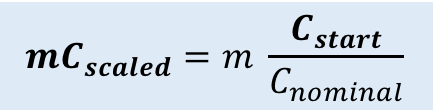 mC_scaled = m C_start / C_nominal